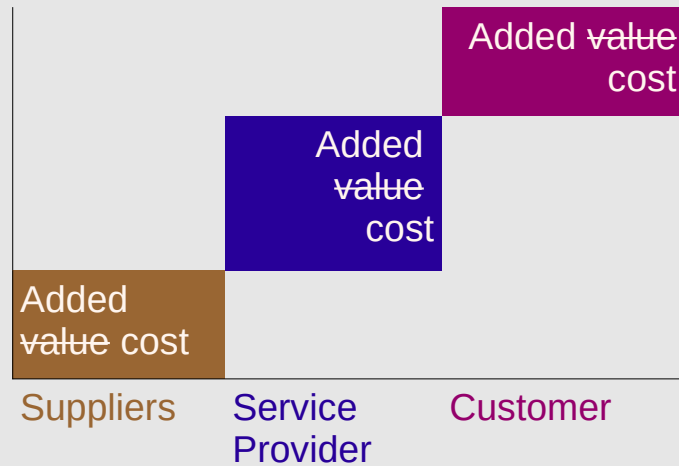 Added value
cost
Added
value
cost
Added
value cost
Suppliers
Service
Provider
Customer